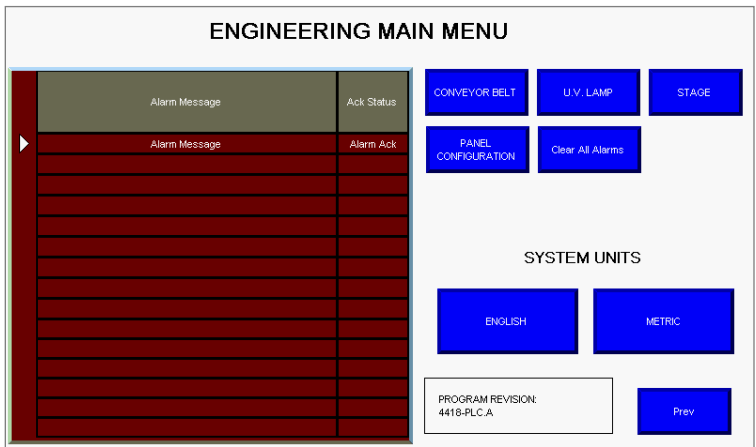 ENGINEERING MAIN MENU
Alarm Message Ack Status
Alarm Message Alarm Ack
CONVEYOR BELT
U.V. LAMP
STAGE
PANEL
CONFIGURATION
Clear All Alarms
SYSTEM UNITS
ENGLISH
METRIC
PROGRAM REVISION:
4418-PLC.A
Prev